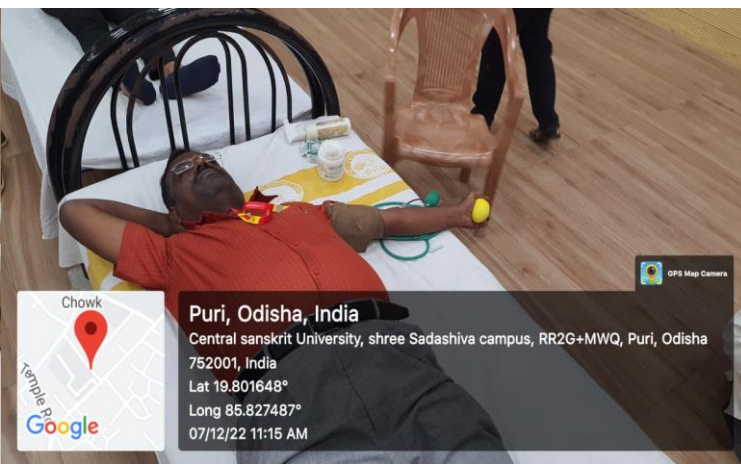 GPS Map Camera
Chowk
Temple
Google
Puri, Odisha, India
Central sanskrit University, shree Sadashiva campus, RR2G+MWQ, Puri, Odisha
752001, India
Lat 19.801648°
Long 85.827487°
07/12/22 11:15 AM